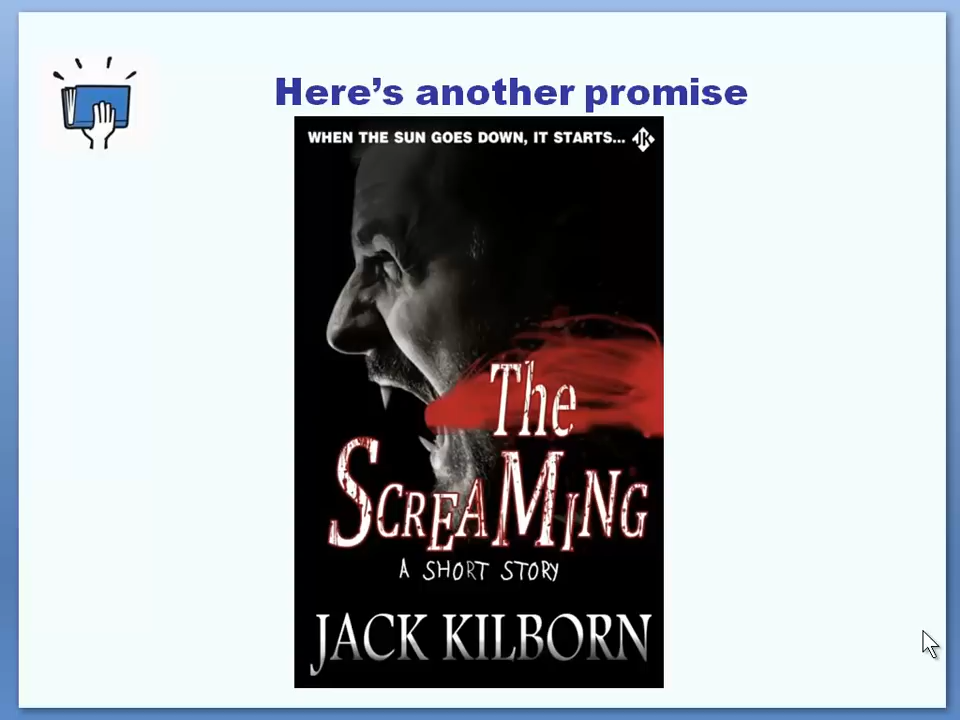 Here’s another promise
WHEN THE SUN GOES DOWN, IT STARTS... JK
The
SCREAMING
A SHORT STORY
JACK KILBORN